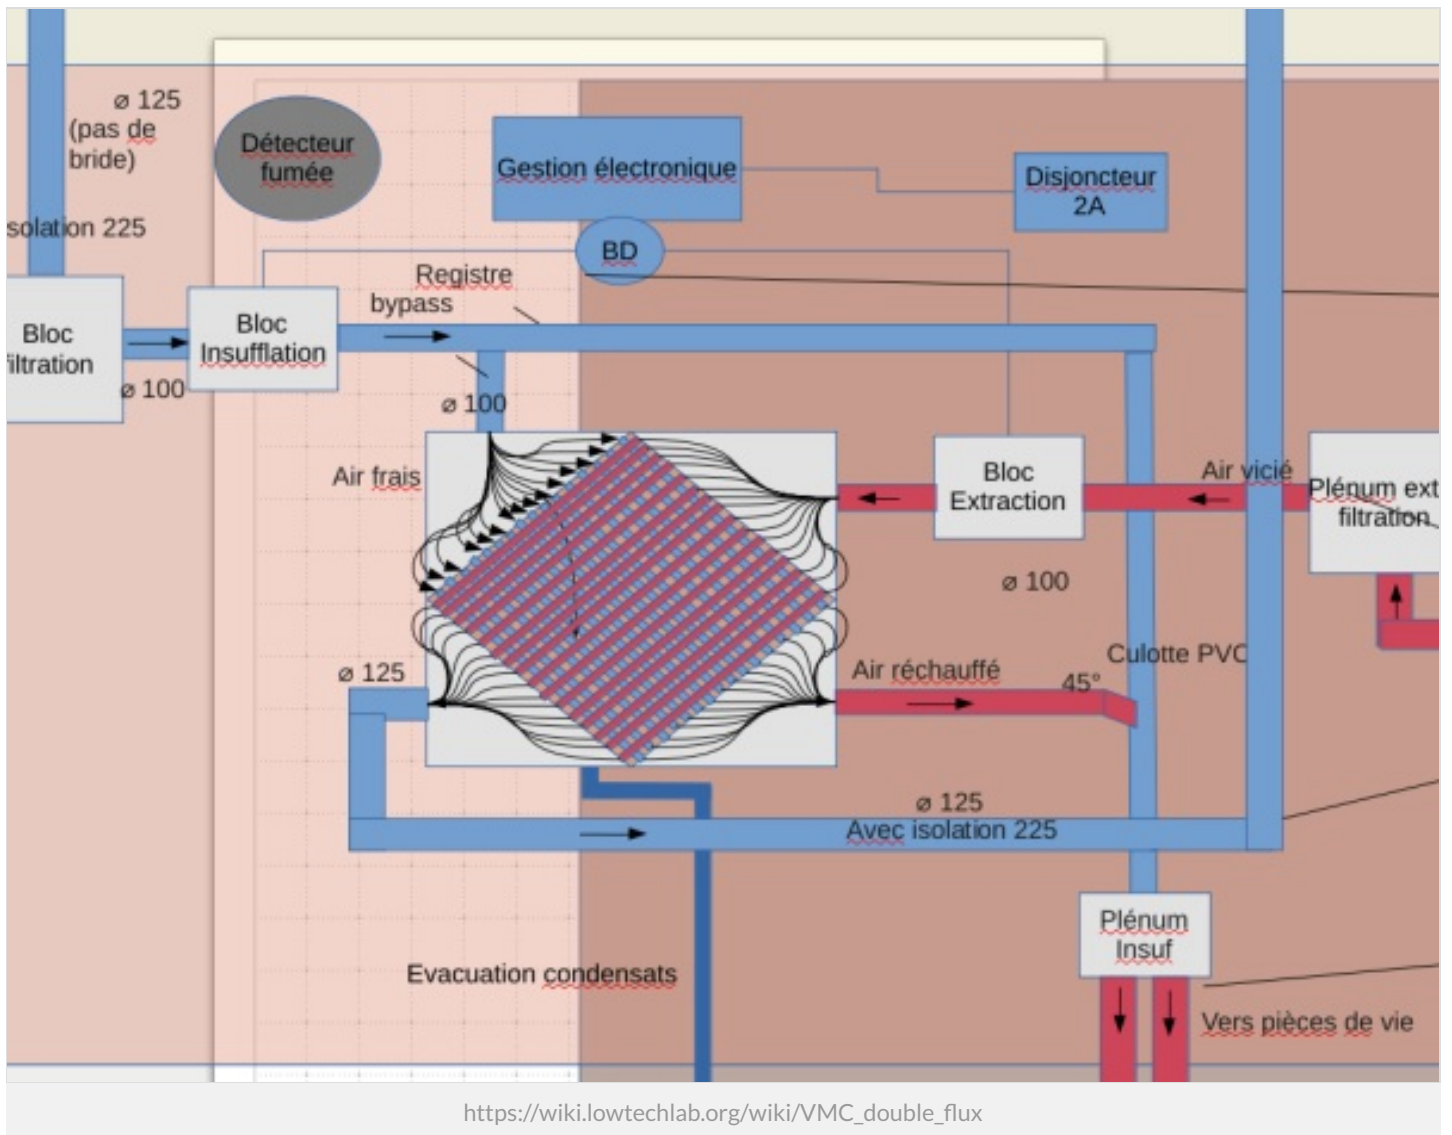 ⌀ 125
(pas de
bride)
Détecteur
fumée
Gestion électronique
Disjoncteur
2A
solation 225
BD
Registre
bypass
Bloc
filtration
Bloc
Insufflation
⌀ 100
⌀ 100
Air frais
Bloc
Extraction
Air vicié
Plénum ext
filtration
⌀ 100
Culotte PVC
⌀ 125
Air réchauffé
45°
⌀ 125
Avec isolation 225
Plénum
Insuf
Evacuation condensats
Vers pièces de vie
https://wiki.lowtechlab.org/wiki/VMC_double_flux